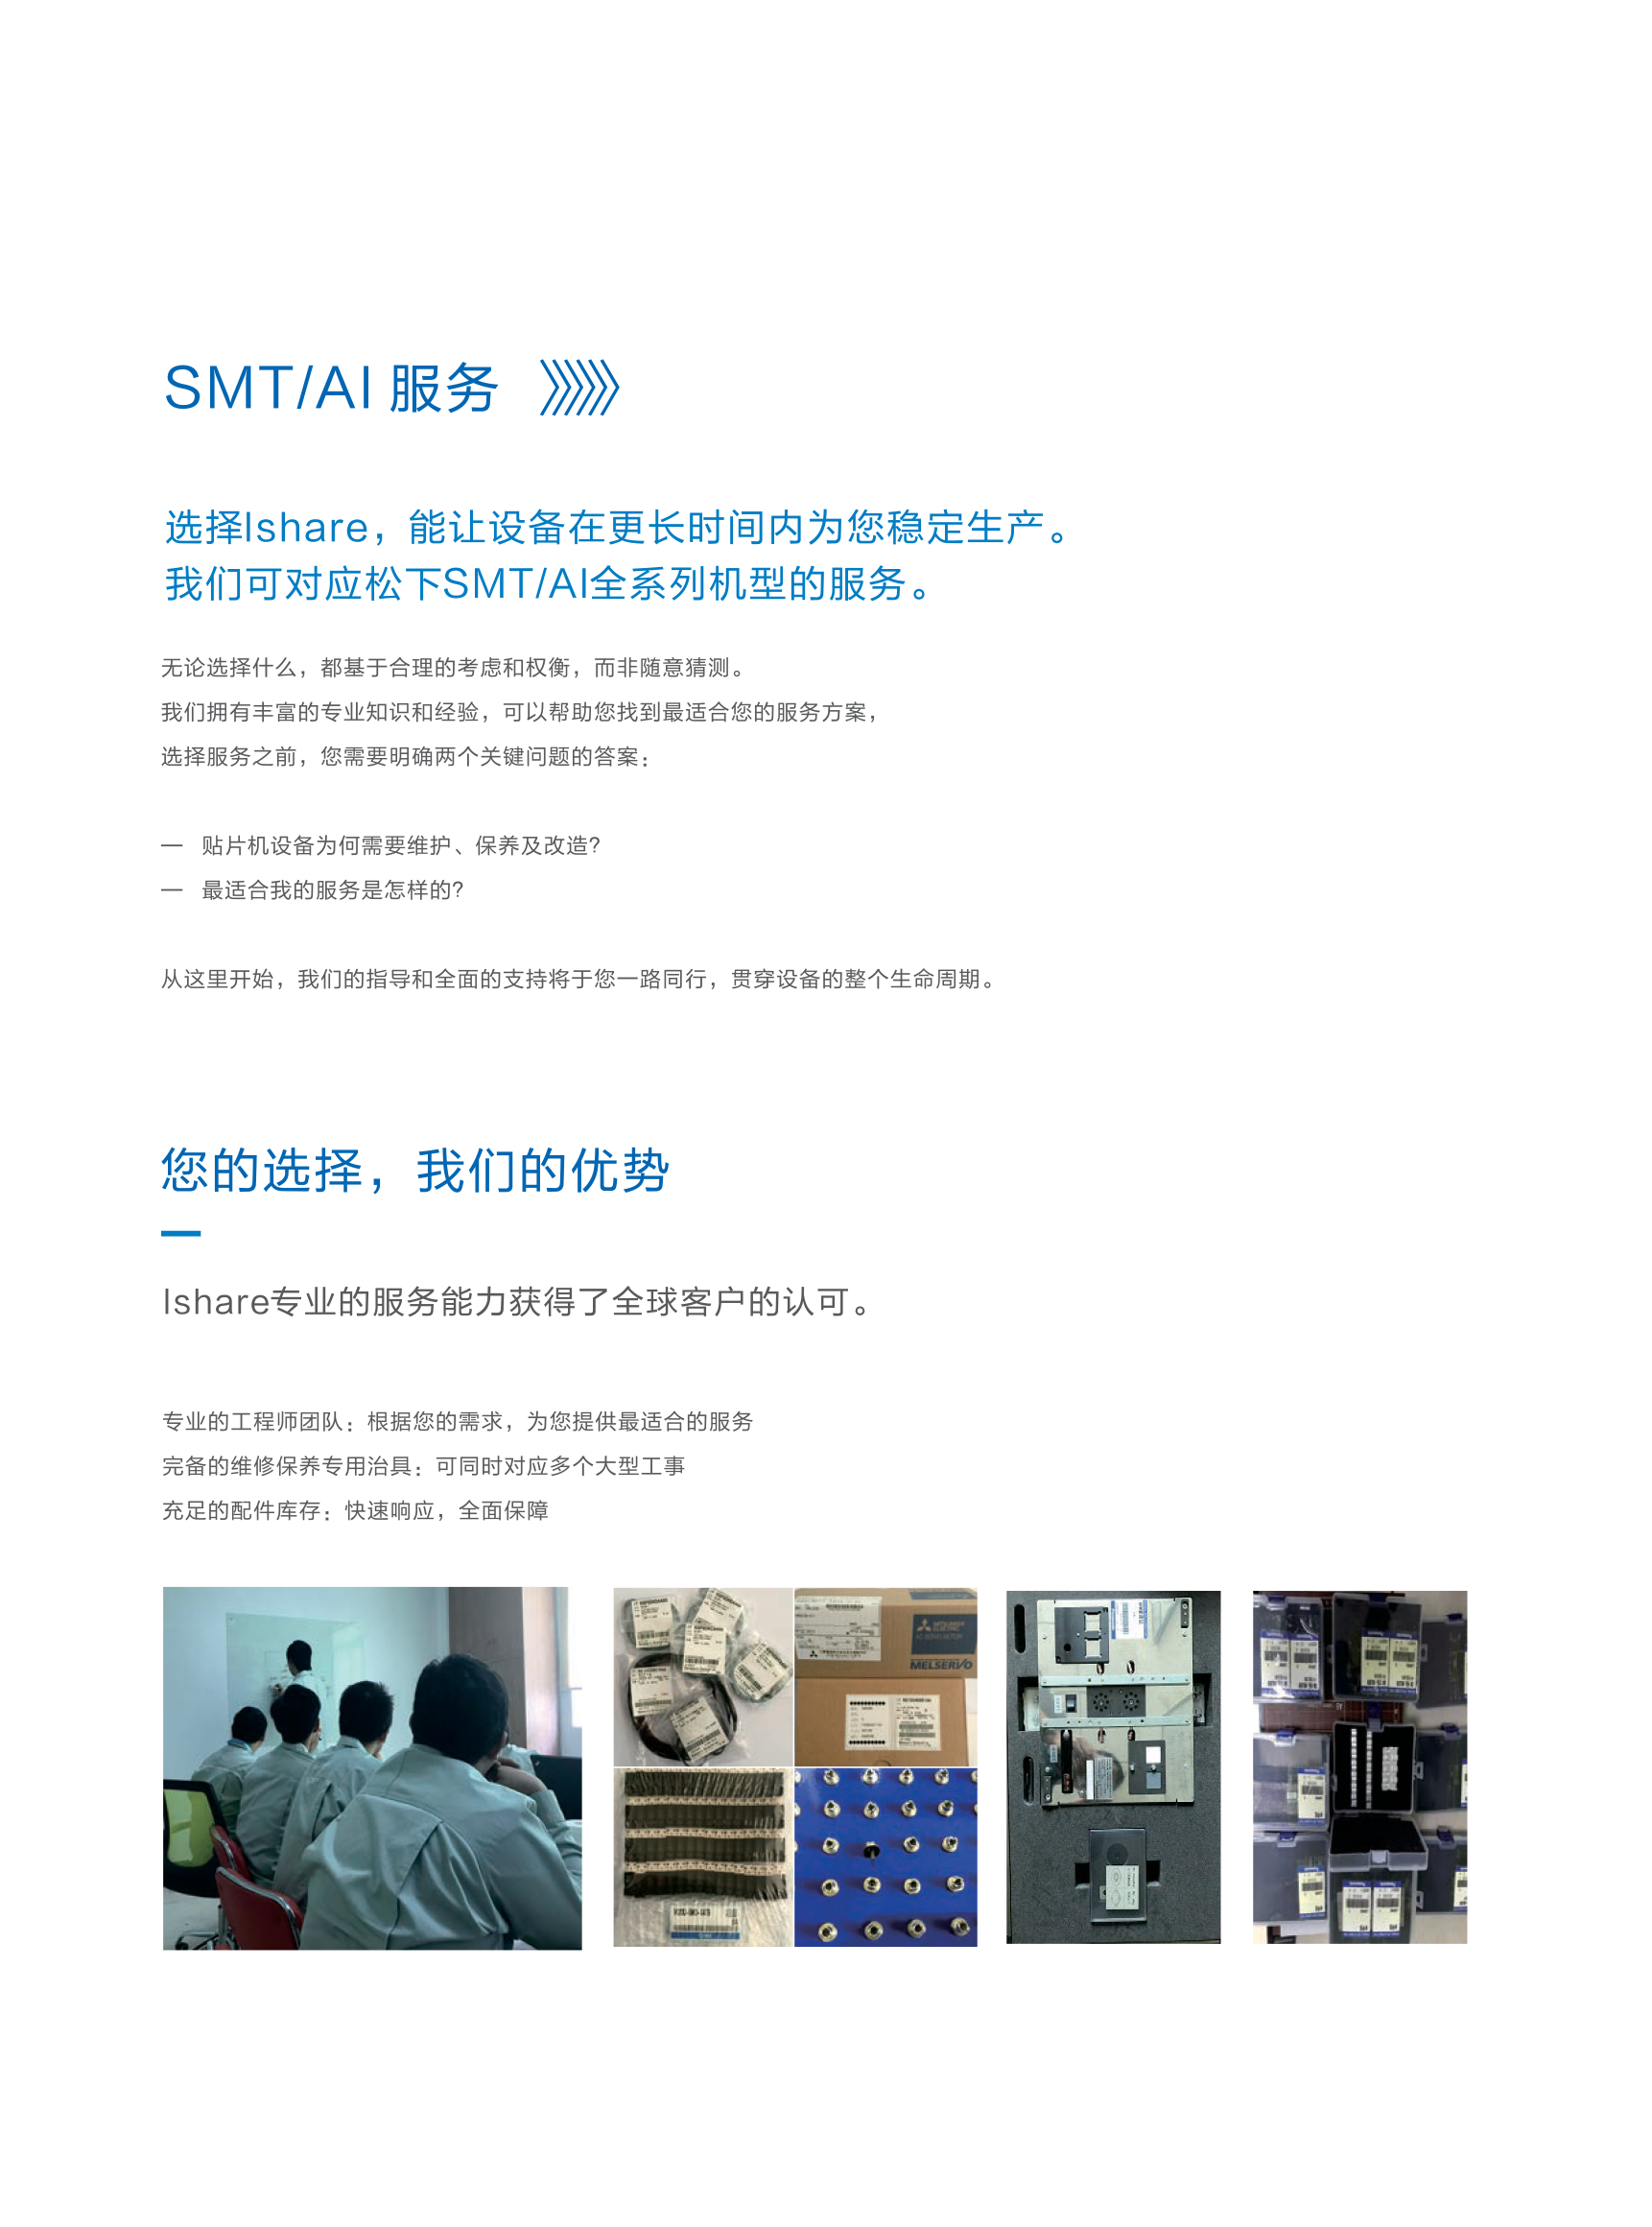 SMT/AI 服务
选择Ishare，能让设备在更长时间内为您稳定生产。
我们可对应松下SMT/AI全系列机型的服务。
无论选择什么，都基于合理的考虑和权衡，而非随意猜测。
我们拥有丰富的专业知识和经验，可以帮助您找到最适合您的服务方案，
选择服务之前，您需要明确两个关键问题的答案：
— 贴片机设备为何需要维护、保养及改造?
— 最适合我的服务是怎样的?
从这里开始，我们的指导和全面的支持将于您一路同行，贯穿设备的整个生命周期。
您的选择，我们的优势
Ishare专业的服务能力获得了全球客户的认可。
专业的工程师团队：根据您的需求，为您提供最适合的服务
完备的维修保养专用治具：可同时对应多个大型工事
充足的配件库存：快速响应，全面保障
MITSUBISHI
ELECTRIC
AC SERVO MOTOR
MELSERVO